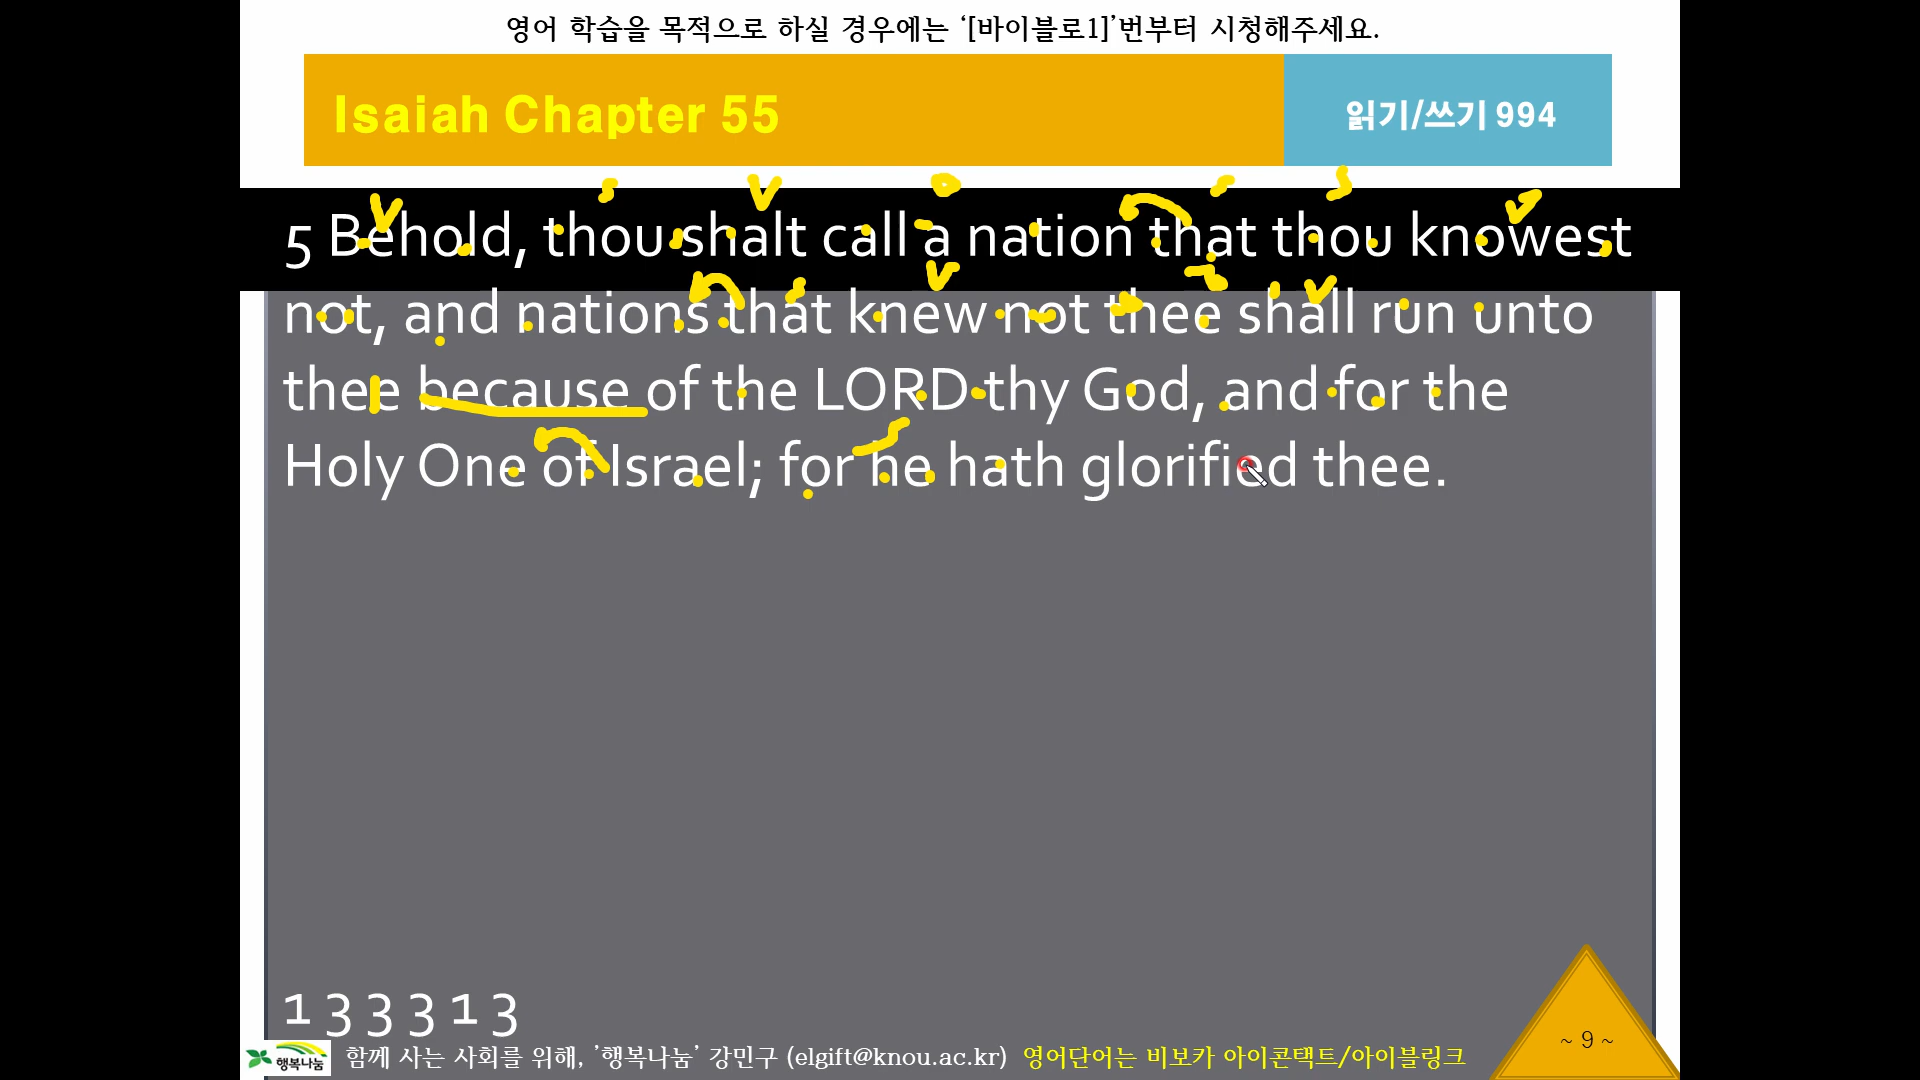 영어 학습을 목적으로 하실 경우에는 ‘[바이블로1]’번부터 시청해주세요.
Isaiah Chapter 55
읽기/쓰기 994
5 Behold, thou shalt call a nation that thou knowest
not, and nations that knew not thee shall run unto
thee because of the LORD thy God, and for the
Holy One of Israel; for he hath glorified thee.
1 3 3 3 1 3
~ 9 ~
행복나눔 함께 사는 사회를 위해, ’행복나눔’ 강민구 (elgift@knou.ac.kr) 영어단어는 비보카 아이콘택트/아이블링크